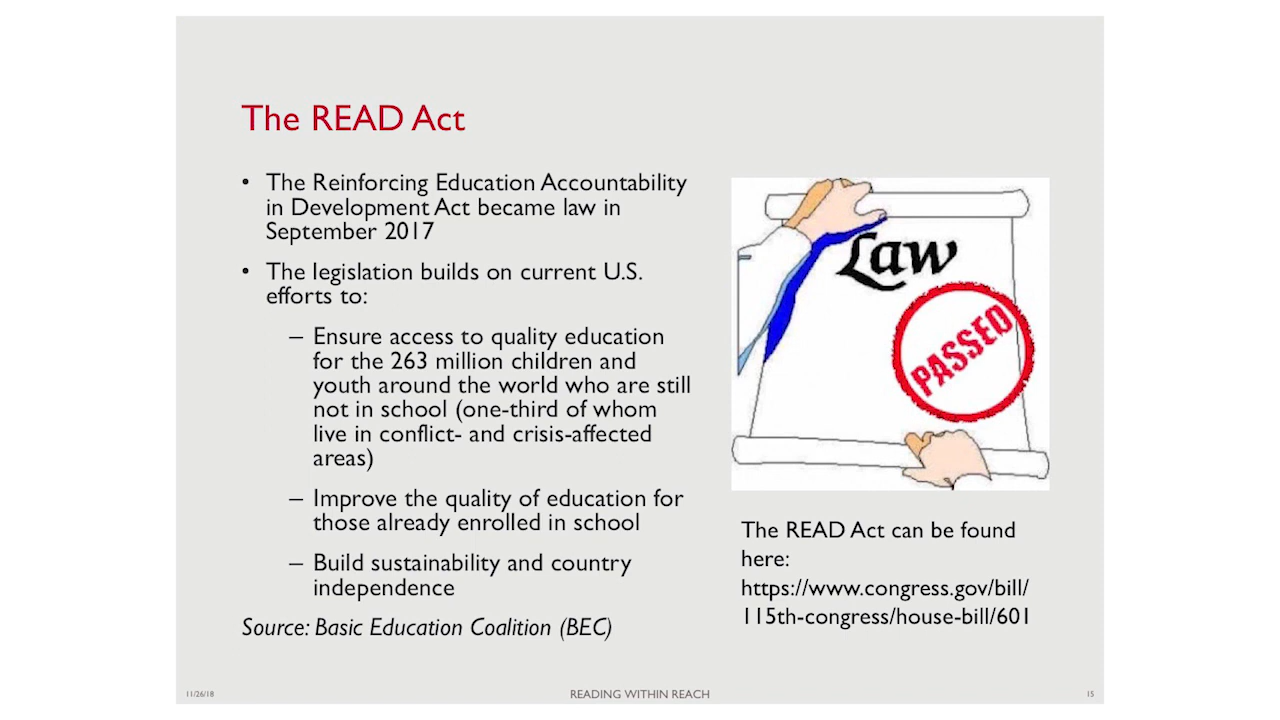 The READ Act
• The Reinforcing Education Accountability
in Development Act became law in
September 2017
• The legislation builds on current U.S.
efforts to:
– Ensure access to quality education
for the 263 million children and
youth around the world who are still
not in school (one-third of whom
live in conflict- and crisis-affected
areas)
– Improve the quality of education for
those already enrolled in school
– Build sustainability and country
independence
Source: Basic Education Coalition (BEC)
Law
PASSED
The READ Act can be found
here:
https://www.congress.gov/bill/
115th-congress/house-bill/601
11/26/18
READING WITHIN REACH
15